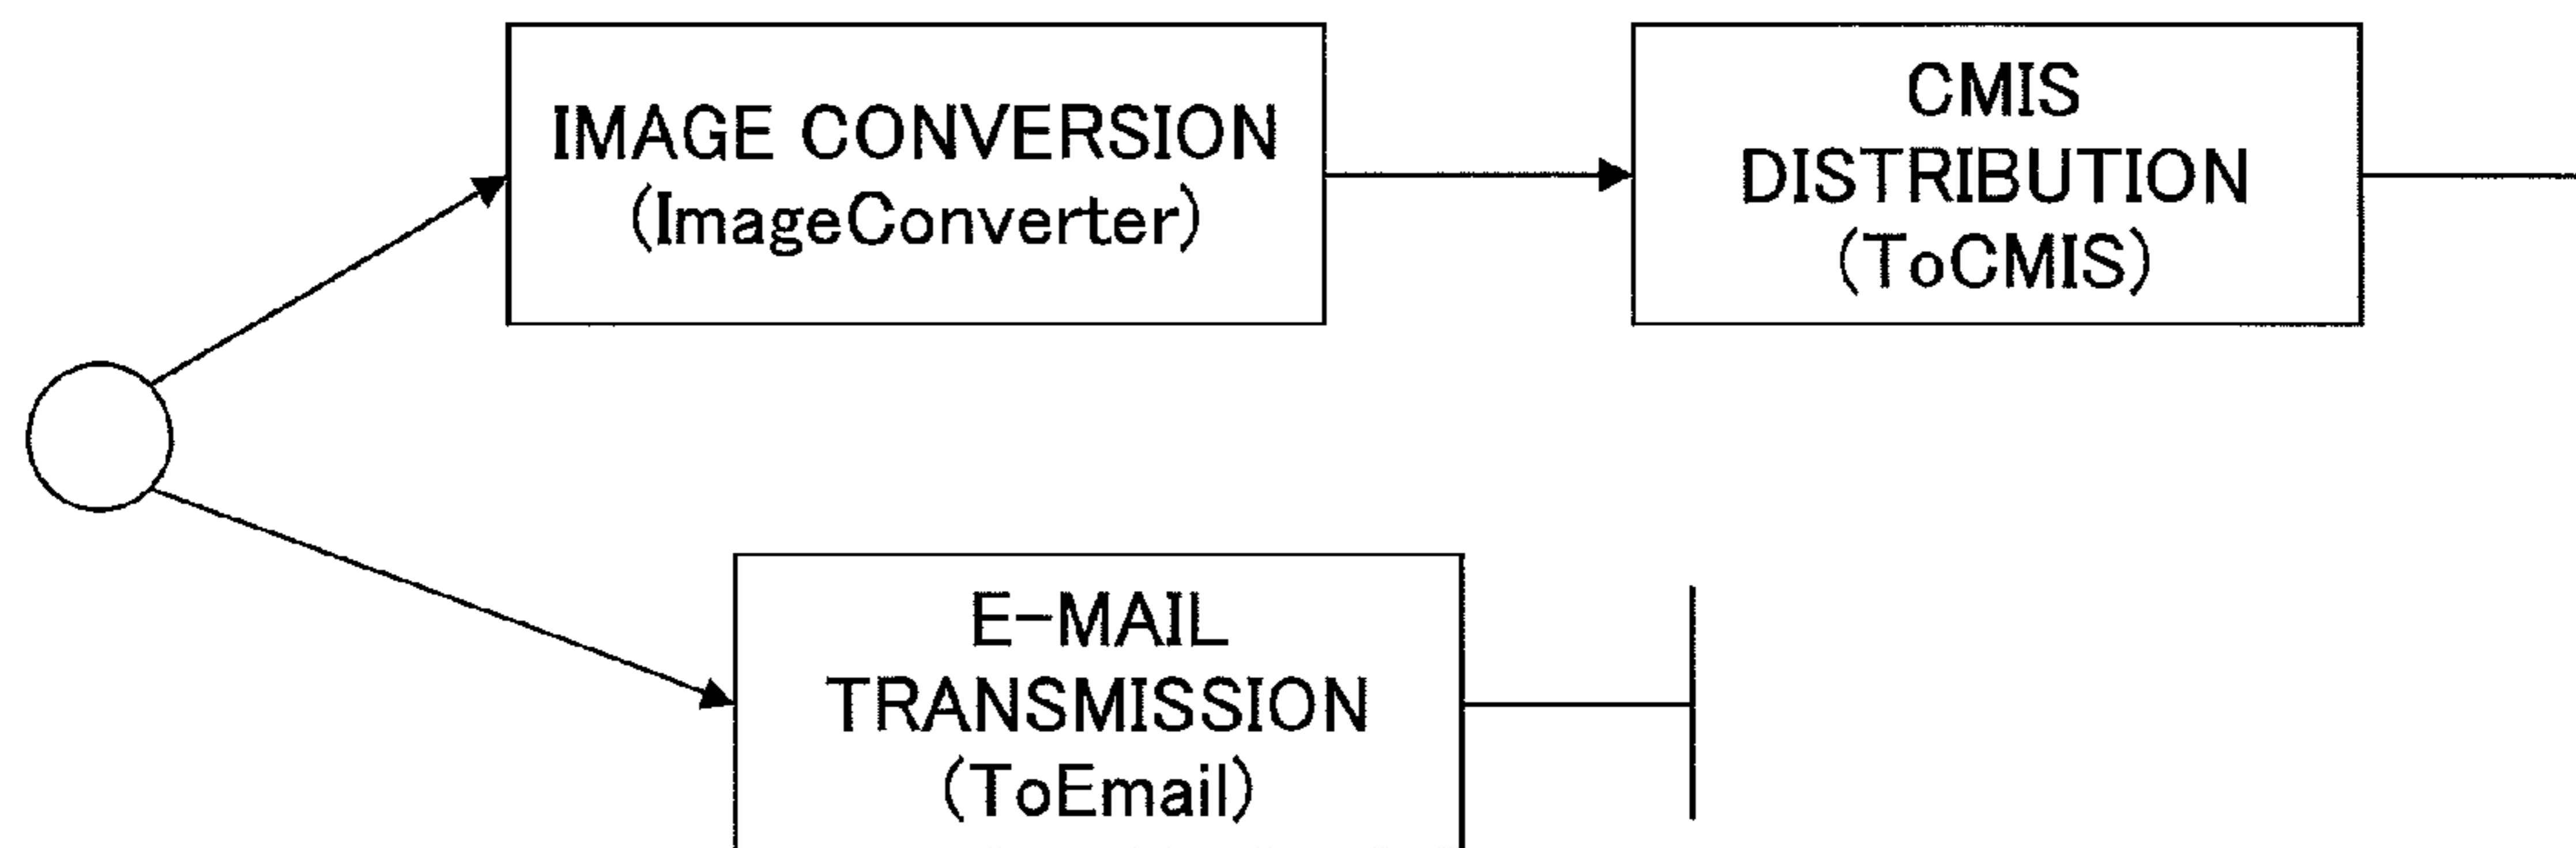 IMAGE CONVERSION
(ImageConverter)
CMIS
DISTRIBUTION
(ToCMIS)
E-MAIL
TRANSMISSION
(ToEmail)